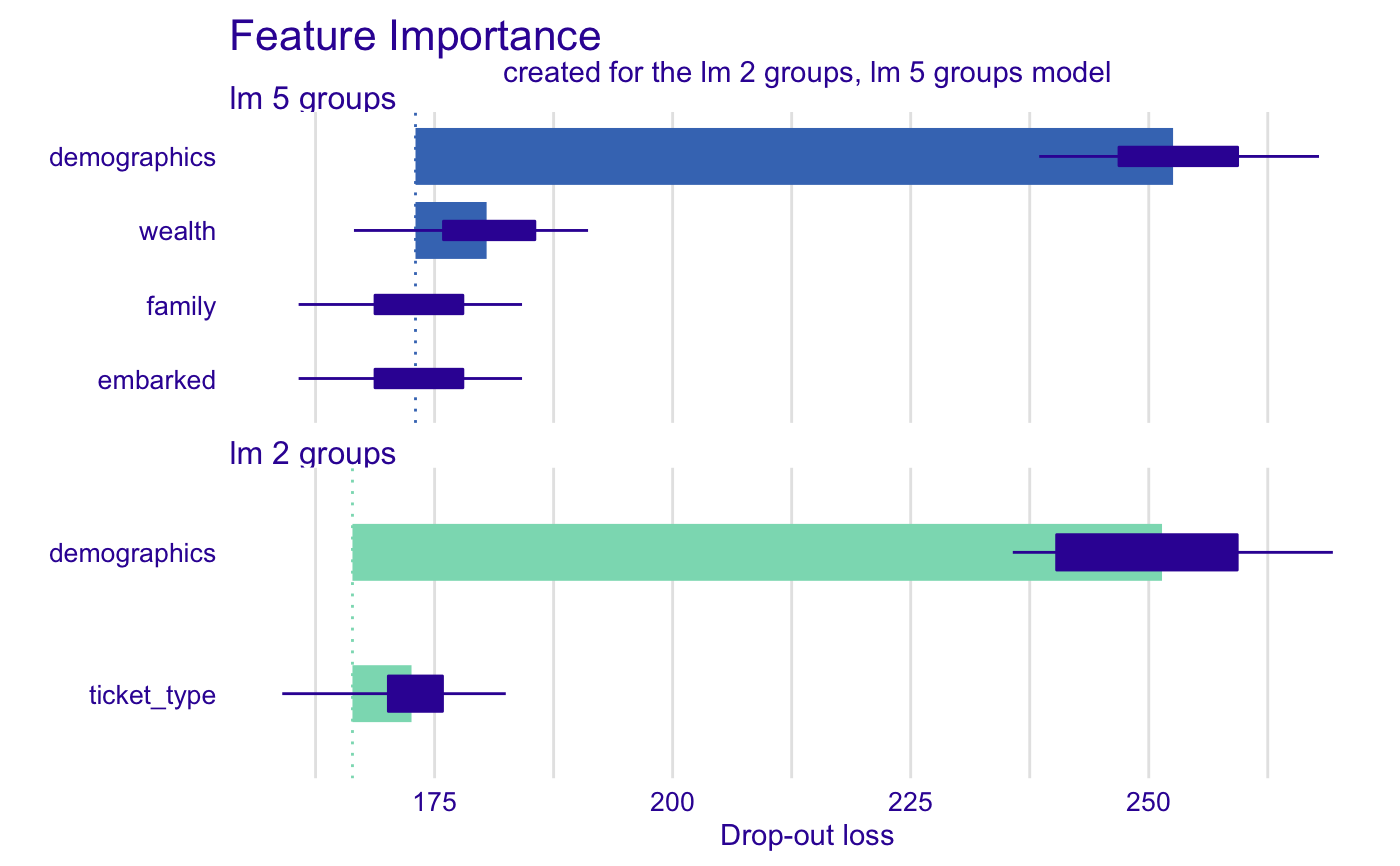 Feature Importance
created for the lm 2 groups, lm 5 groups model
lm 5 groups
demographics
wealth
family
embarked
lm 2 groups
demographics
ticket_type
175 200 225 250
Drop-out loss